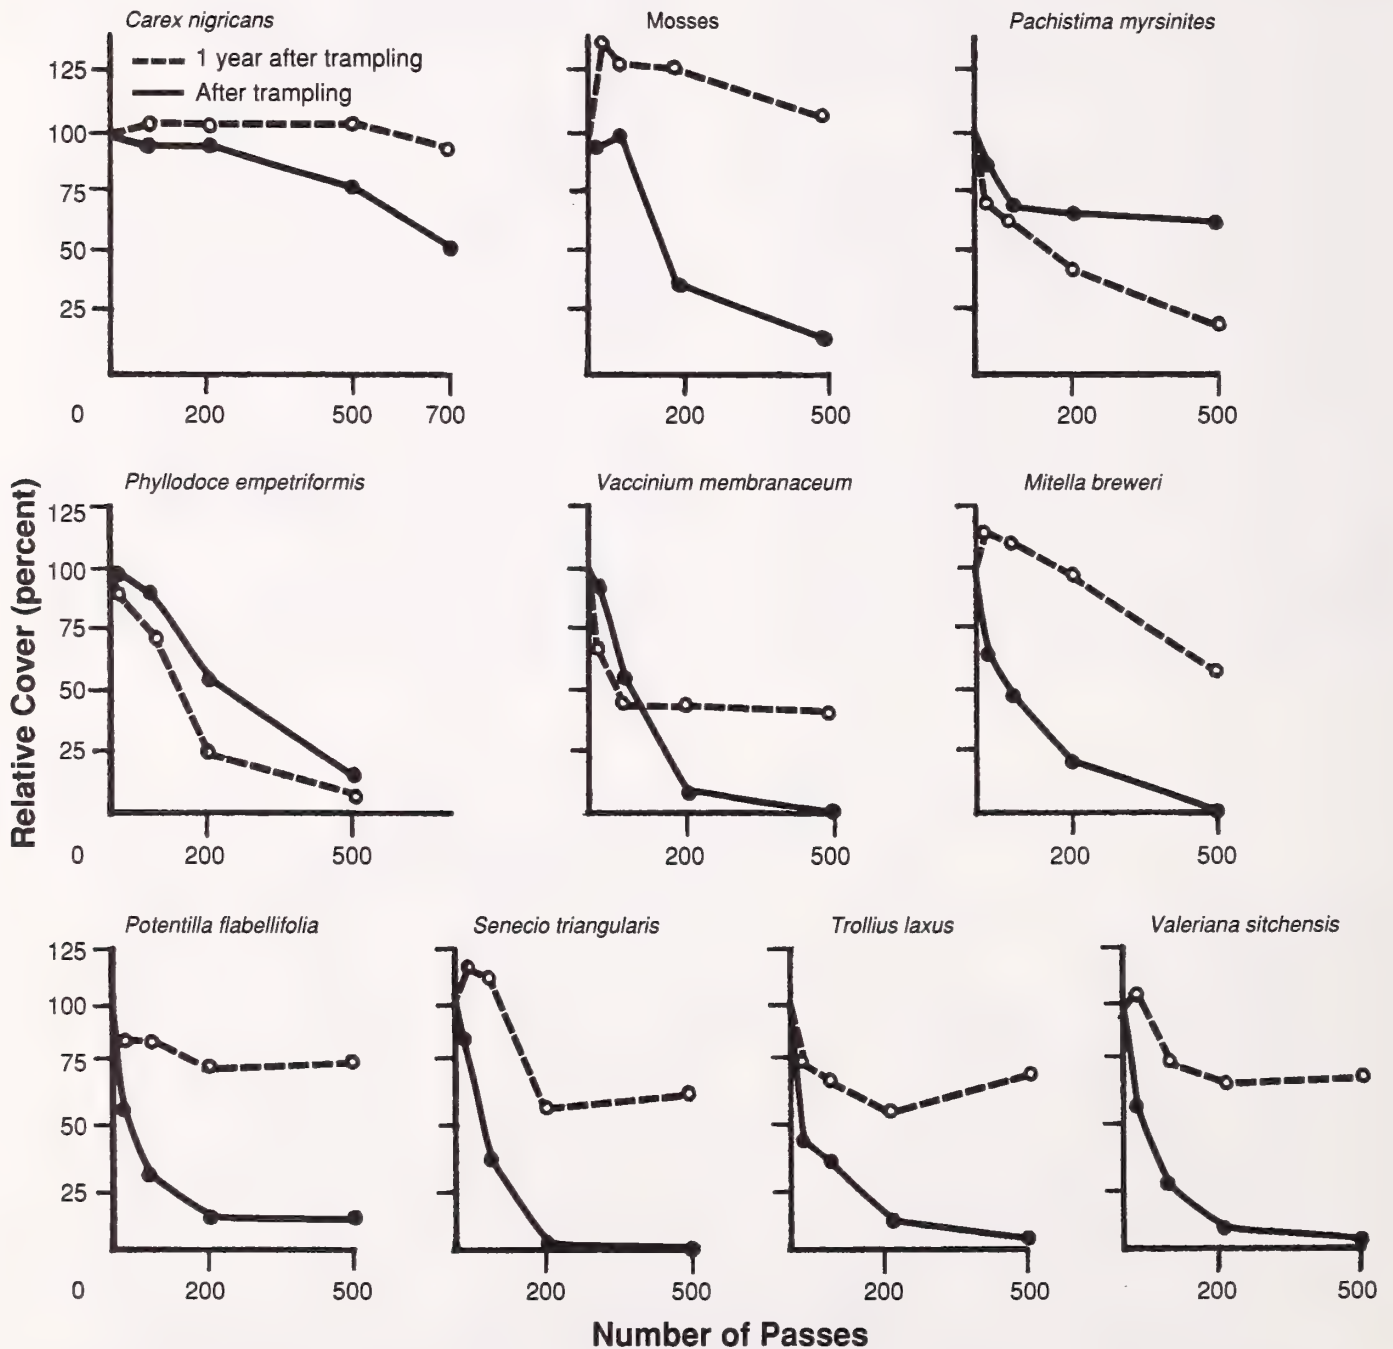 Carex nigricans
Mosses
Pachistima myrsinites
1 year after trampling
After trampling
125
100
75
50
25
0
200
500
700
200
500
200
500
Phyllodoce empetriformis
Vaccinium membranaceum
Mitella breweri
125
100
75
50
25
0
200
500
200
500
200
500
Relative Cover (percent)
Potentilla flabellifolia
Senecio triangularis
Trollius laxus
Valeriana sitchensis
125
100
75
50
25
0
200
500
200
500
200
500
200
500
Number of Passes